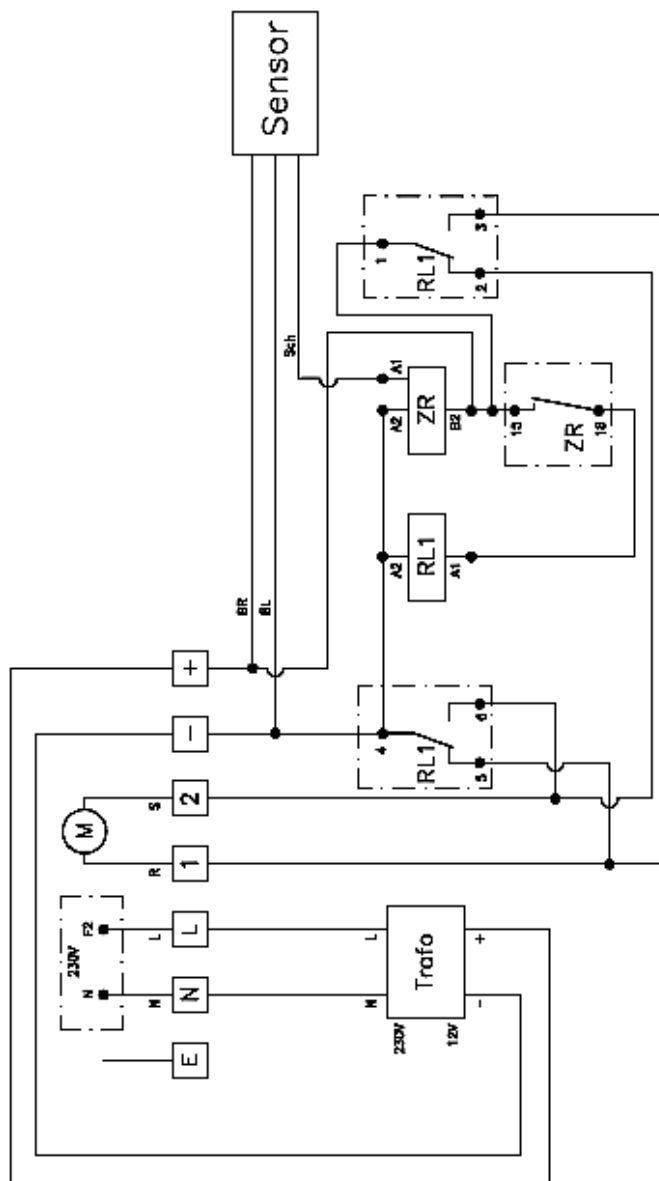 Sensor
1
RL1
3
2
Sch
A1
A2
ZR
B2
15
ZR
18
A2
RL1
A1
BR
BL
+
-
4
RL1
6
5
M
S
2
R
1
230V
F2
N
L
L
L
N
N
N
Trafo
230V
12V
+
-
E